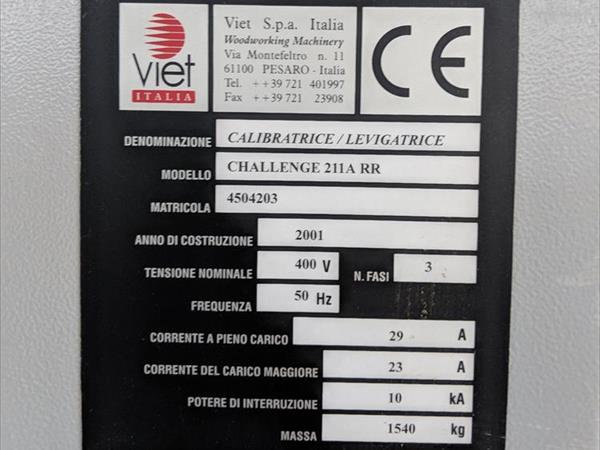 Viet
ITALIA
Viet S.p.a. Italia
Woodworking Machinery
Via Montefeltro n. 11
61100 PESARO - Italia
Tel. ++39 721 401997
Fax ++39 721 23908
CE
DENOMINAZIONE CALIBRATRICE / LEVIGATRICE
MODELLO CHALLENGE 211A RR
MATRICOLA 4504203
ANNO DI COSTRUZIONE 2001
TENSIONE NOMINALE 400 V N. FASI 3
FREQUENZA 50 Hz
CORRENTE A PIENO CARICO 29 A
CORRENTE DEL CARICO MAGGIORE 23 A
POTERE DI INTERRUZIONE 10 kA
MASSA 1540 kg